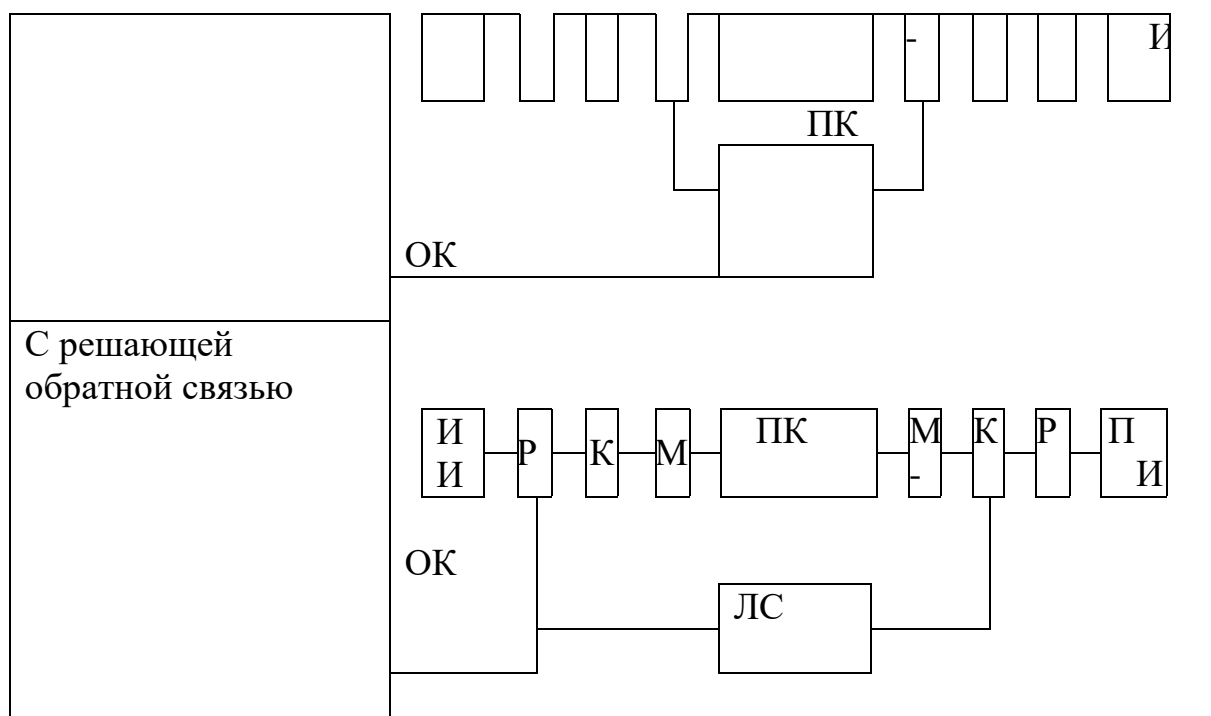 - И
ПК
ОК
С решающей
обратной связью
И Р К М ПК М К Р П
И - И
ОК
ЛС